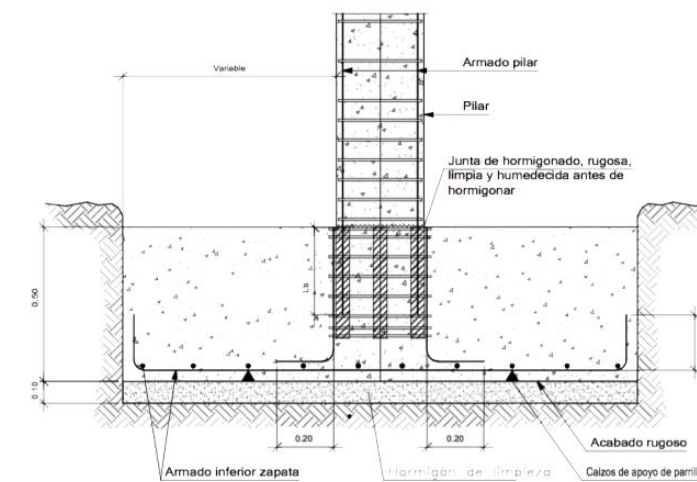 Variable
Armado pilar
Pilar
Junta de hormigonado, rugosa,
limpia y humedecida antes de
hormigonar
Lb
0.50
0.10
0.20
0.20
Acabado rugoso
Armado inferior zapata
Hormigón de limpieza
Calzos de apoyo de parrill